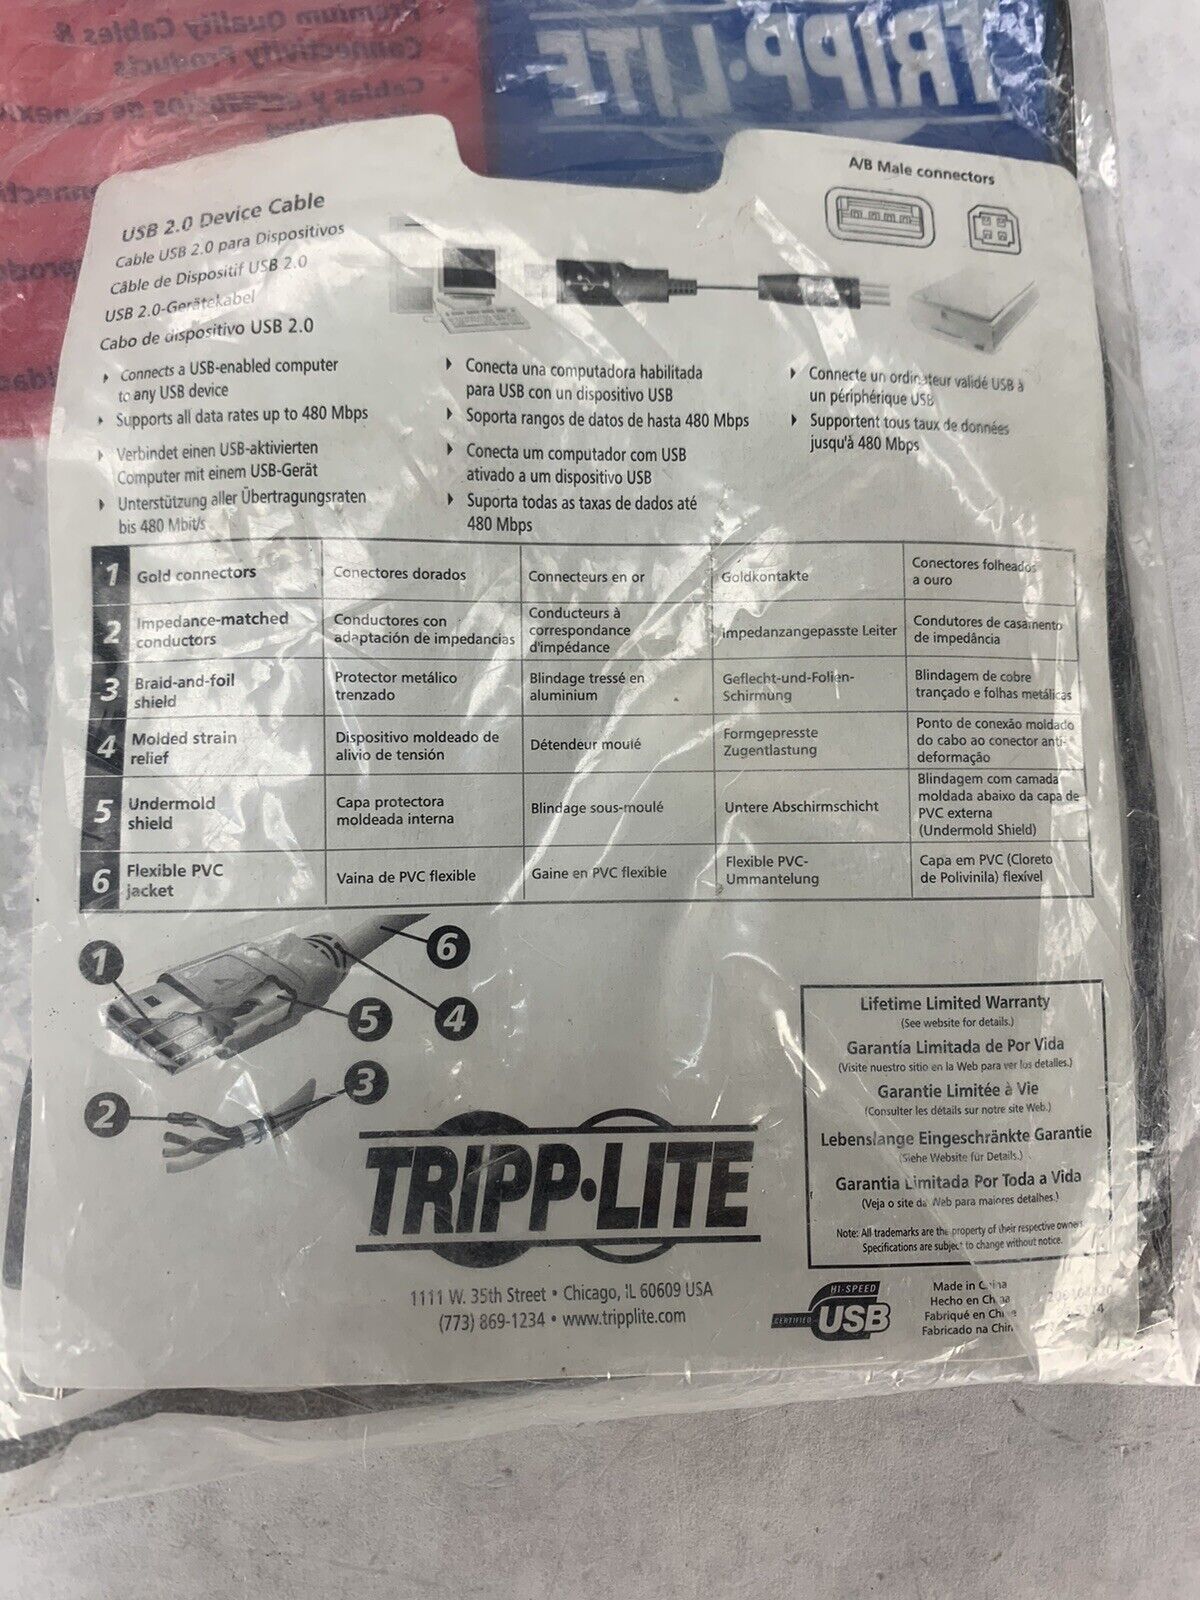 Premium Quality Cables &
Connectivity Products
TRIPP·LITE
A/B Male connectors
USB 2.0 Device Cable
Cable USB 2.0 para Dispositivos
Câble de Dispositif USB 2.0
USB 2.0-Gerätekabel
Cabo de dispositivo USB 2.0
Connects a USB-enabled computer
to any USB device
Supports all data rates up to 480 Mbps
Verbindet einen USB-aktivierten
Computer mit einem USB-Gerät
Unterstützung aller Übertragungsraten
bis 480 Mbit/s
Conecta una computadora habilitada
para USB con un dispositivo USB
Soporta rangos de datos de hasta 480 Mbps
Conecta um computador com USB
ativado a um dispositivo USB
Suporta todas as taxas de dados até
480 Mbps
Connecte un ordinateur validé USB à
un périphérique USB
Supportent tous taux de données
jusqu'à 480 Mbps
1 Gold connectors
Conectores dorados
Connecteurs en or
Goldkontakte
Conectores folheados
a ouro
2 Impedance-matched
conductors
Conductores con
adaptación de impedancias
Conducteurs à
correspondance
d'impédance
Impedanzangepasste Leiter
Condutores de casamento
de impedância
3 Braid-and-foil
shield
Protector metálico
trenzado
Blindage tressé en
aluminium
Geflecht-und-Folien-
Schirmung
Blindagem de cobre
trançado e folhas metálicas
4 Molded strain
relief
Dispositivo moldeado de
alivio de tensión
Détendeur moulé
Formgepresste
Zugentlastung
Ponto de conexão moldado
do cabo ao conector anti-
deformação
5 Undermold
shield
Capa protectora
moldeada interna
Blindage sous-moulé
Untere Abschirmschicht
Blindagem com camada
moldada abaixo da capa de
PVC externa
(Undermold Shield)
6 Flexible PVC
jacket
Vaina de PVC flexible
Gaine en PVC flexible
Flexible PVC-
Ummantelung
Capa em PVC (Cloreto
de Polivinila) flexível
1
6
5
4
3
2
Lifetime Limited Warranty
(See website for details.)
Garantía Limitada de Por Vida
(Visite nuestro sitio en la Web para ver los detalles.)
Garantie Limitée à Vie
(Consulter les détails sur notre site Web.)
Lebenslange Eingeschränkte Garantie
(Siehe Website für Details.)
Garantia Limitada Por Toda a Vida
(Veja o site da Web para maiores detalhes.)
Note: All trademarks are the property of their respective owners.
Specifications are subject to change without notice.
TRIPP·LITE
1111 W. 35th Street • Chicago, IL 60609 USA
(773) 869-1234 • www.tripplite.com
HI-SPEED
CERTIFIED USB
Made in China
Hecho en China
Fabriqué en Chine
Fabricado na China